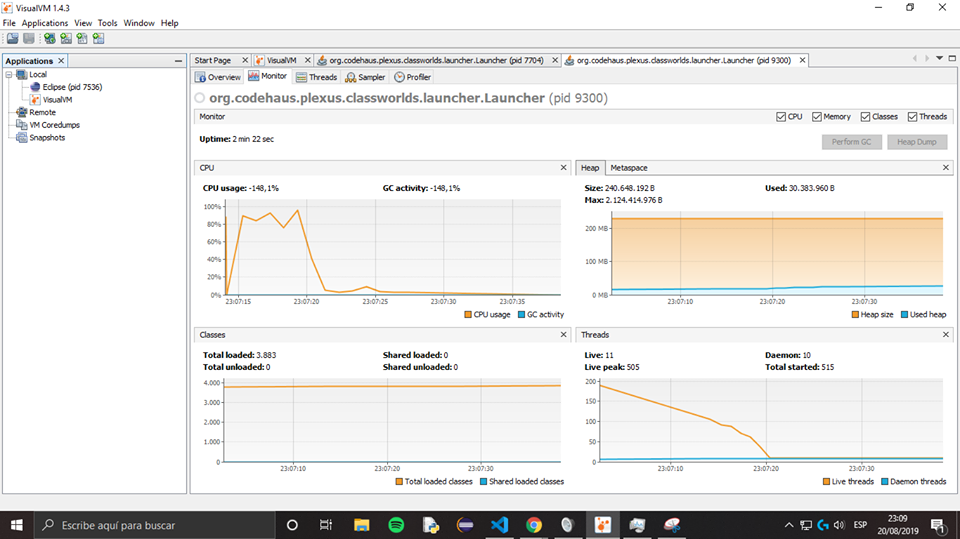 VisualVM 1.4.3
File Applications View Tools Window Help
Applications
Start Page
VisualVM
org.codehaus.plexus.classworlds.launcher.Launcher (pid 7704)
org.codehaus.plexus.classworlds.launcher.Launcher (pid 9300)
Local
Eclipse (pid 7536)
VisualVM
Remote
VM Coredumps
Snapshots
Overview Monitor Threads Sampler Profiler
org.codehaus.plexus.classworlds.launcher.Launcher (pid 9300)
Monitor
CPU Memory Classes Threads
Uptime: 2 min 22 sec
Perform GC Heap Dump
CPU
CPU usage: -148,1% GC activity: -148,1%
100%
80%
60%
40%
20%
0%
23:07:15 23:07:20 23:07:25 23:07:30 23:07:35
CPU usage GC activity
Heap Metaspace
Size: 240.648.192 B Used: 30.383.960 B
Max: 2.124.414.976 B
200 MB
100 MB
0 MB
23:07:10 23:07:20 23:07:30
Heap size Used heap
Classes
Total loaded: 3.883 Shared loaded: 0
Total unloaded: 0 Shared unloaded: 0
4.000
3.000
2.000
1.000
0
23:07:10 23:07:20 23:07:30
Total loaded classes Shared loaded classes
Threads
Live: 11 Daemon: 10
Live peak: 505 Total started: 515
200
150
100
50
0
23:07:10 23:07:20 23:07:30
Live threads Daemon threads
Escribe aquí para buscar
ESP
23:09
20/08/2019
1